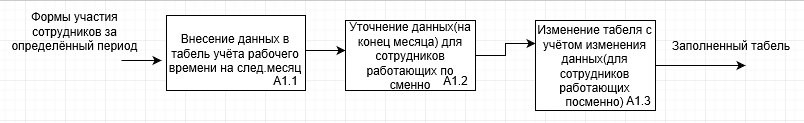 Формы участия
сотрудников за
определённый период
Внесение данных в
табель учёта рабочего
времени на след.месяц
A1.1
Уточнение данных(на
конец месяца) для
сотрудников
работающих по
сменно
A1.2
Изменение табеля с
учётом изменения
данных(для
сотрудников
работающих
посменно)
A1.3
Заполненный табель